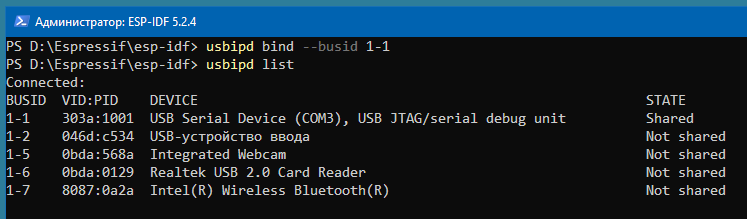 Администратор: ESP-IDF 5.2.4
PS D:\Espressif\esp-idf> usbipd bind --busid 1-1
PS D:\Espressif\esp-idf> usbipd list
Connected:
BUSID  VID:PID    DEVICE                                                        STATE
1-1    303a:1001  USB Serial Device (COM3), USB JTAG/serial debug unit          Shared
1-2    046d:c534  USB-устройство ввода                                          Not shared
1-5    0bda:568a  Integrated Webcam                                             Not shared
1-6    0bda:0129  Realtek USB 2.0 Card Reader                                   Not shared
1-7    8087:0a2a  Intel(R) Wireless Bluetooth(R)                                Not shared